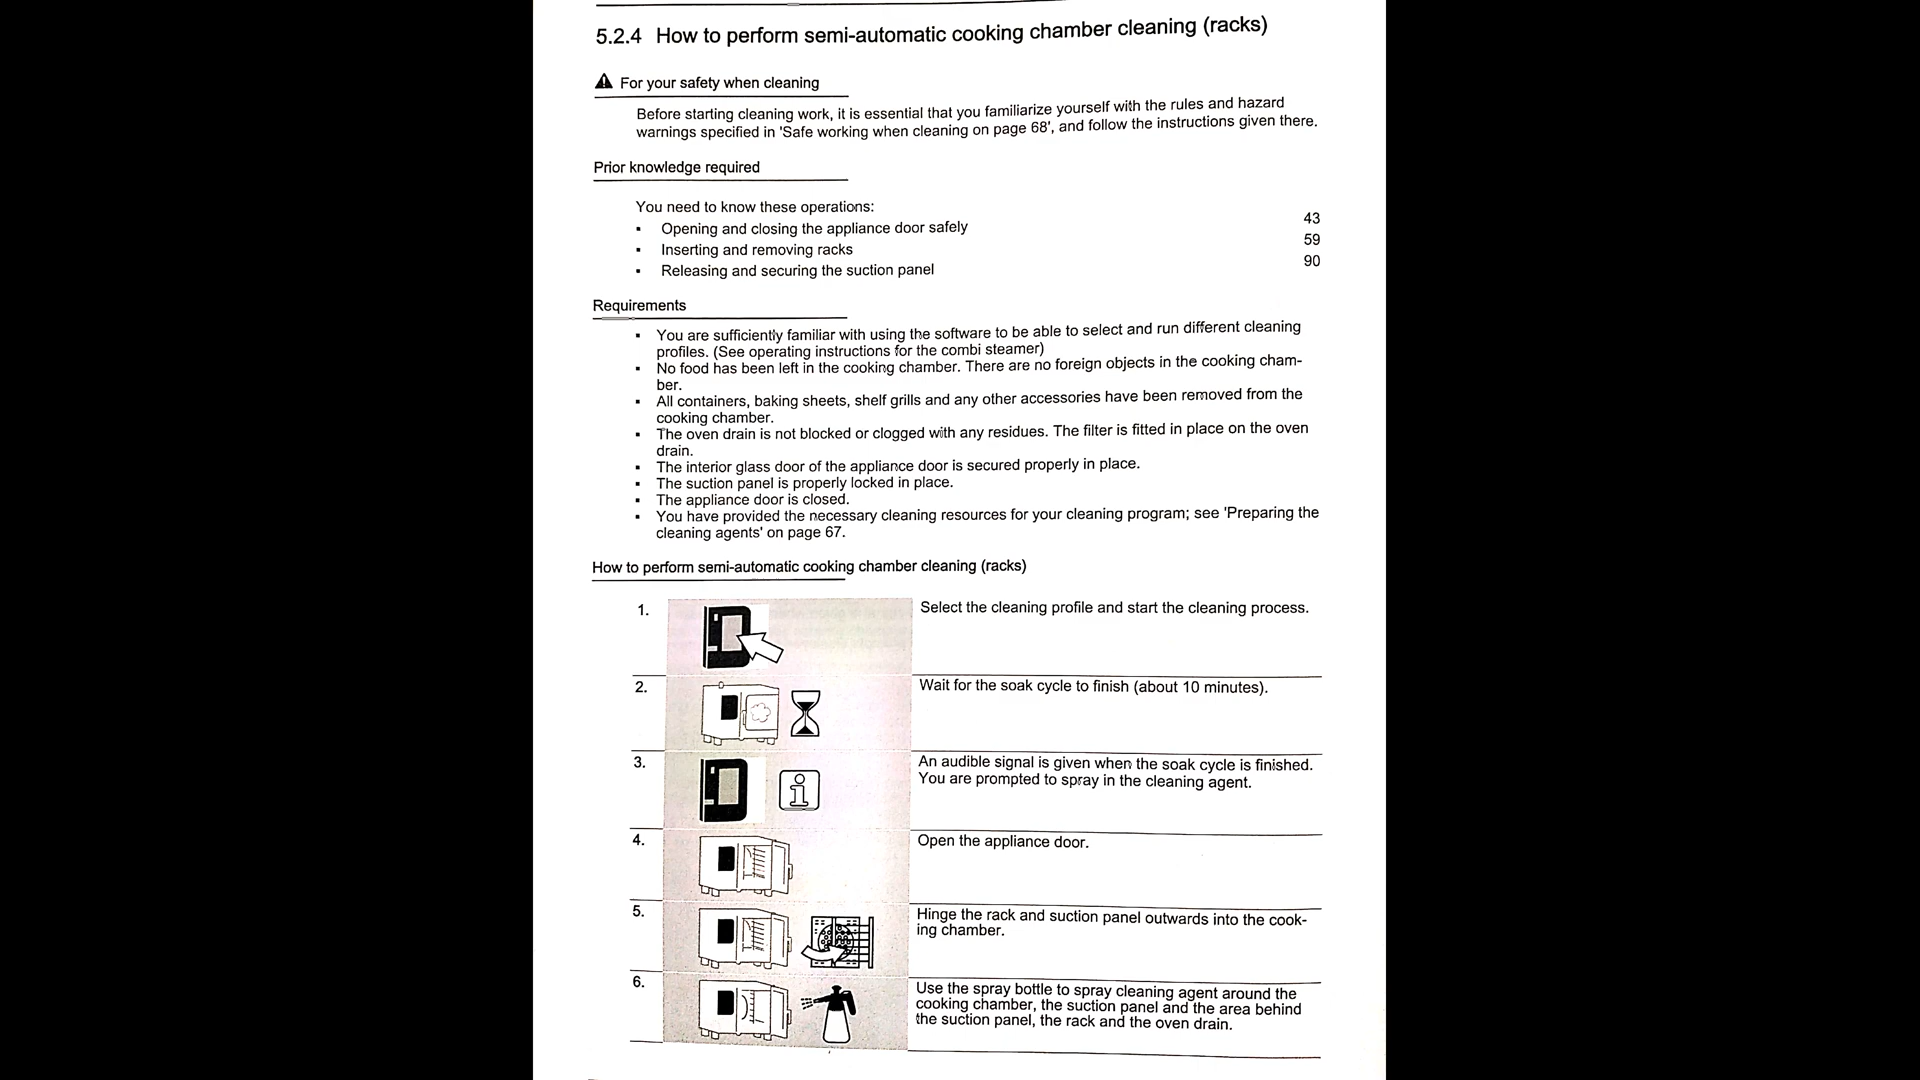 5.2.4 How to perform semi-automatic cooking chamber cleaning (racks)
For your safety when cleaning
Before starting cleaning work, it is essential that you familiarize yourself with the rules and hazard
warnings specified in 'Safe working when cleaning on page 68', and follow the instructions given there.
Prior knowledge required
You need to know these operations:
▪ Opening and closing the appliance door safely 43
▪ Inserting and removing racks 59
▪ Releasing and securing the suction panel 90
Requirements
▪ You are sufficiently familiar with using the software to be able to select and run different cleaning
profiles. (See operating instructions for the combi steamer)
▪ No food has been left in the cooking chamber. There are no foreign objects in the cooking cham-
ber.
▪ All containers, baking sheets, shelf grills and any other accessories have been removed from the
cooking chamber.
▪ The oven drain is not blocked or clogged with any residues. The filter is fitted in place on the oven
drain.
▪ The interior glass door of the appliance door is secured properly in place.
▪ The suction panel is properly locked in place.
▪ The appliance door is closed.
▪ You have provided the necessary cleaning resources for your cleaning program; see 'Preparing the
cleaning agents' on page 67.
How to perform semi-automatic cooking chamber cleaning (racks)
1. Select the cleaning profile and start the cleaning process.
2. Wait for the soak cycle to finish (about 10 minutes).
3. An audible signal is given when the soak cycle is finished.
You are prompted to spray in the cleaning agent.
4. Open the appliance door.
5. Hinge the rack and suction panel outwards into the cook-
ing chamber.
6. Use the spray bottle to spray cleaning agent around the
cooking chamber, the suction panel and the area behind
the suction panel, the rack and the oven drain.